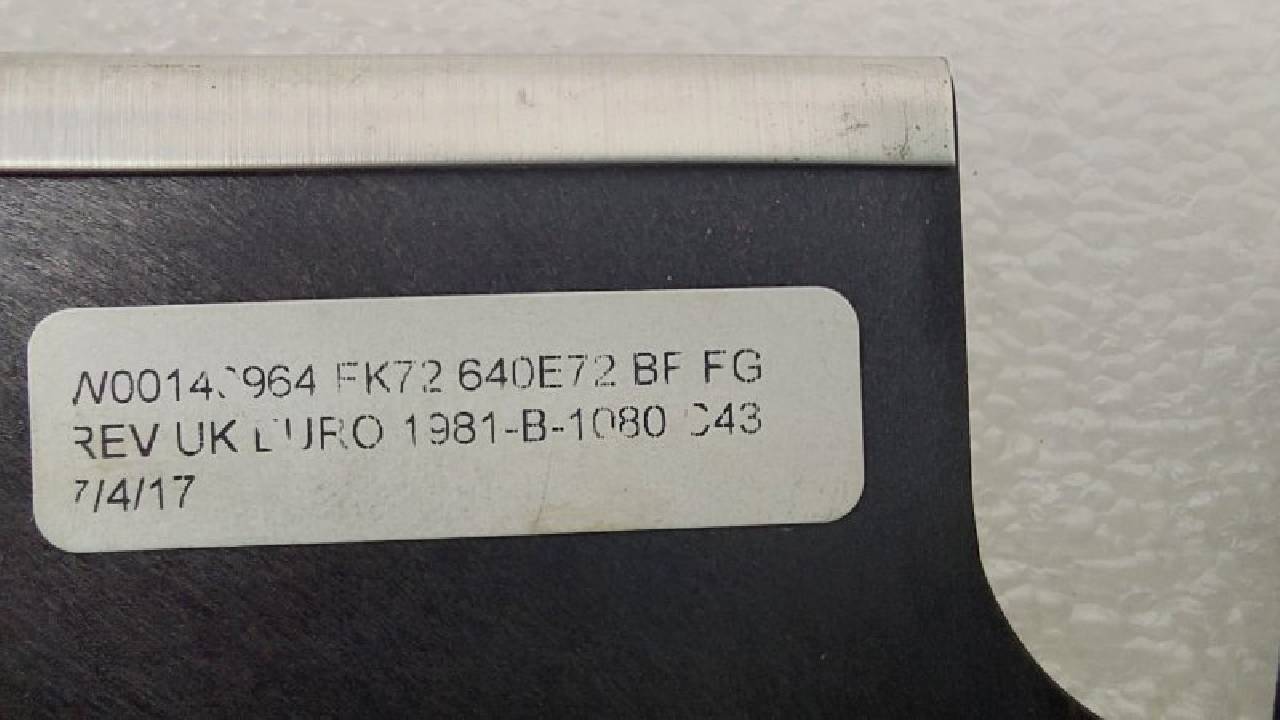 FK72 640E72 BF FG
REV UK EURO 1981-B-1080
7/4/17